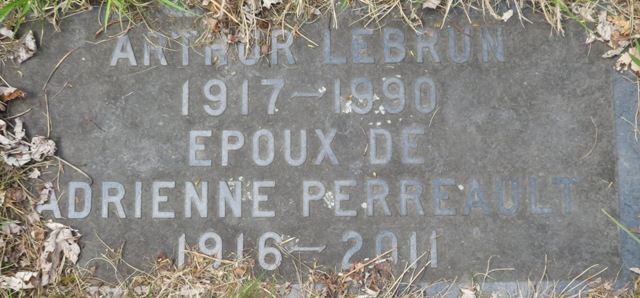 ARTHUR LEBRUN
1917-1990
EPOUX DE
ADRIENNE PERREAULT
1916-2011